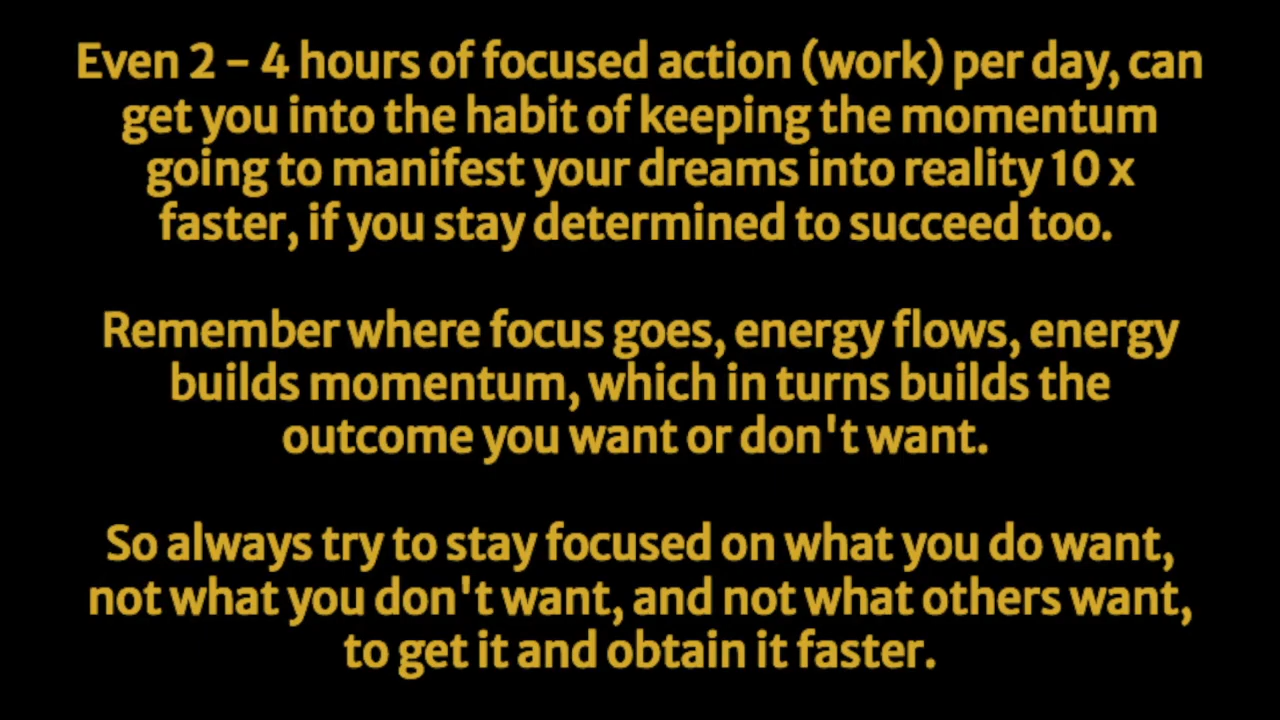 Even 2 – 4 hours of focused action (work) per day, can
get you into the habit of keeping the momentum
going to manifest your dreams into reality 10 x
faster, if you stay determined to succeed too.
Remember where focus goes, energy flows, energy
builds momentum, which in turns builds the
outcome you want or don't want.
So always try to stay focused on what you do want,
not what you don't want, and not what others want,
to get it and obtain it faster.